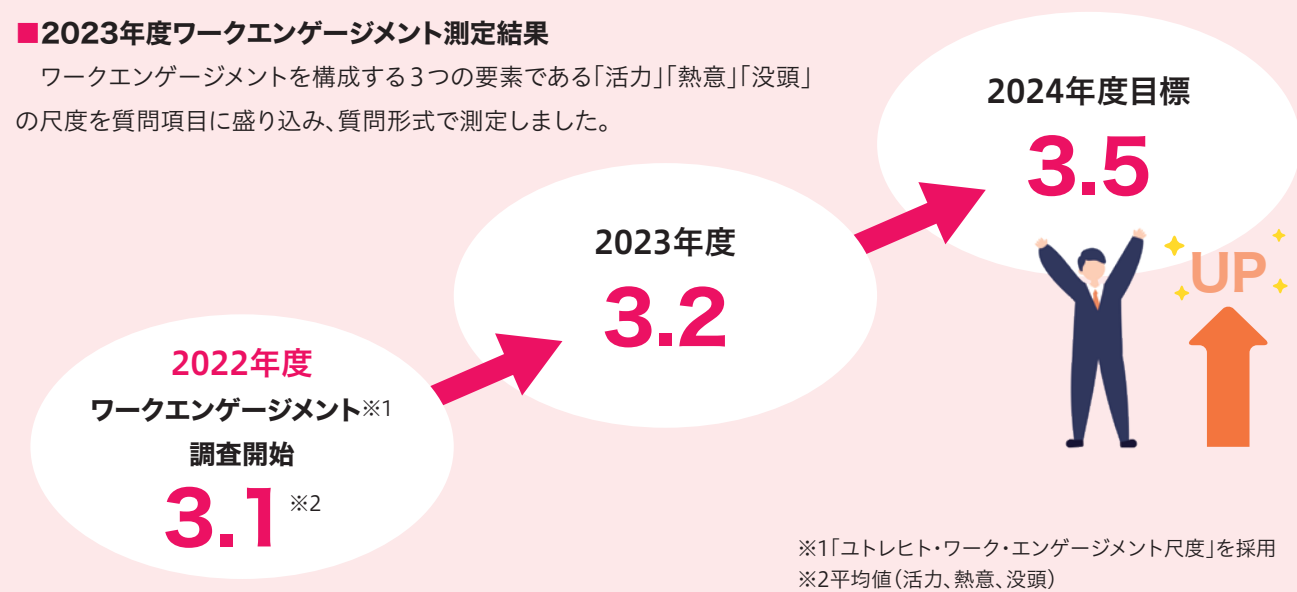 ■2023年度ワークエンゲージメント測定結果
ワークエンゲージメントを構成する3つの要素である「活力」「熱意」「没頭」
の尺度を質問項目に盛り込み、質問形式で測定しました。
2022年度
ワークエンゲージメント※1
調査開始
3.1※2
2023年度
3.2
2024年度目標
3.5
UP
※1「ユトレヒト・ワーク・エンゲージメント尺度」を採用
※2平均値(活力、熱意、没頭)